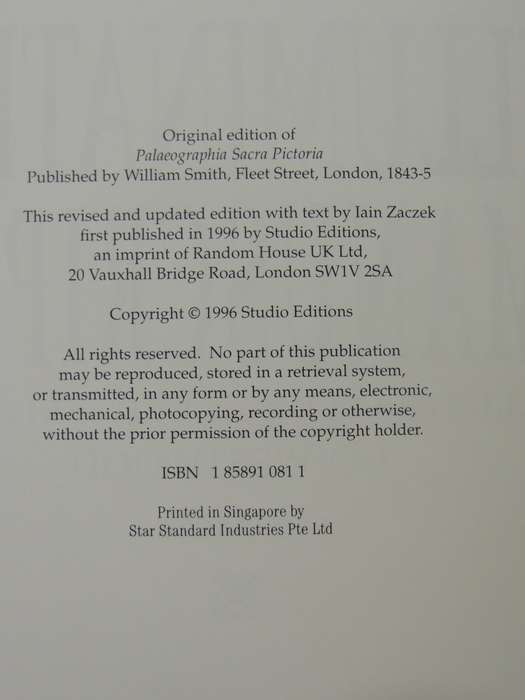 Original edition of
Palaeographia Sacra Pictoria
Published by William Smith, Fleet Street, London, 1843-5
This revised and updated edition with text by Iain Zaczek
first published in 1996 by Studio Editions,
an imprint of Random House UK Ltd,
20 Vauxhall Bridge Road, London SW1V 2SA
Copyright © 1996 Studio Editions
All rights reserved. No part of this publication
may be reproduced, stored in a retrieval system,
or transmitted, in any form or by any means, electronic,
mechanical, photocopying, recording or otherwise,
without the prior permission of the copyright holder.
ISBN 1 85891 081 1
Printed in Singapore by
Star Standard Industries Pte Ltd